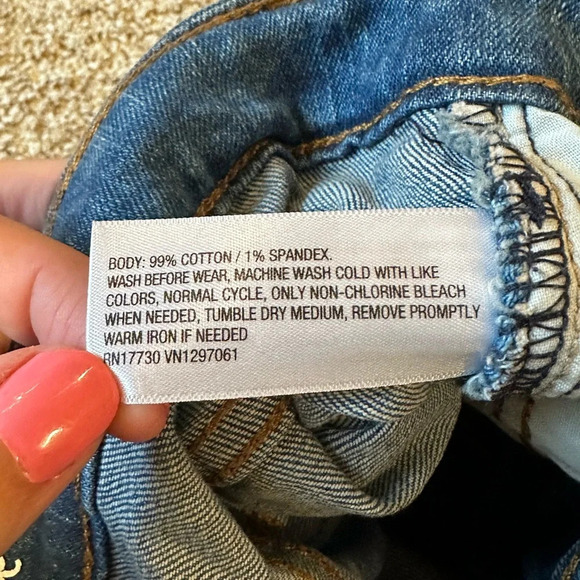 BODY: 99% COTTON / 1% SPANDEX.
WASH BEFORE WEAR, MACHINE WASH COLD WITH LIKE
COLORS, NORMAL CYCLE, ONLY NON-CHLORINE BLEACH
WHEN NEEDED, TUMBLE DRY MEDIUM, REMOVE PROMPTLY
WARM IRON IF NEEDED
RN17730 VN1297061